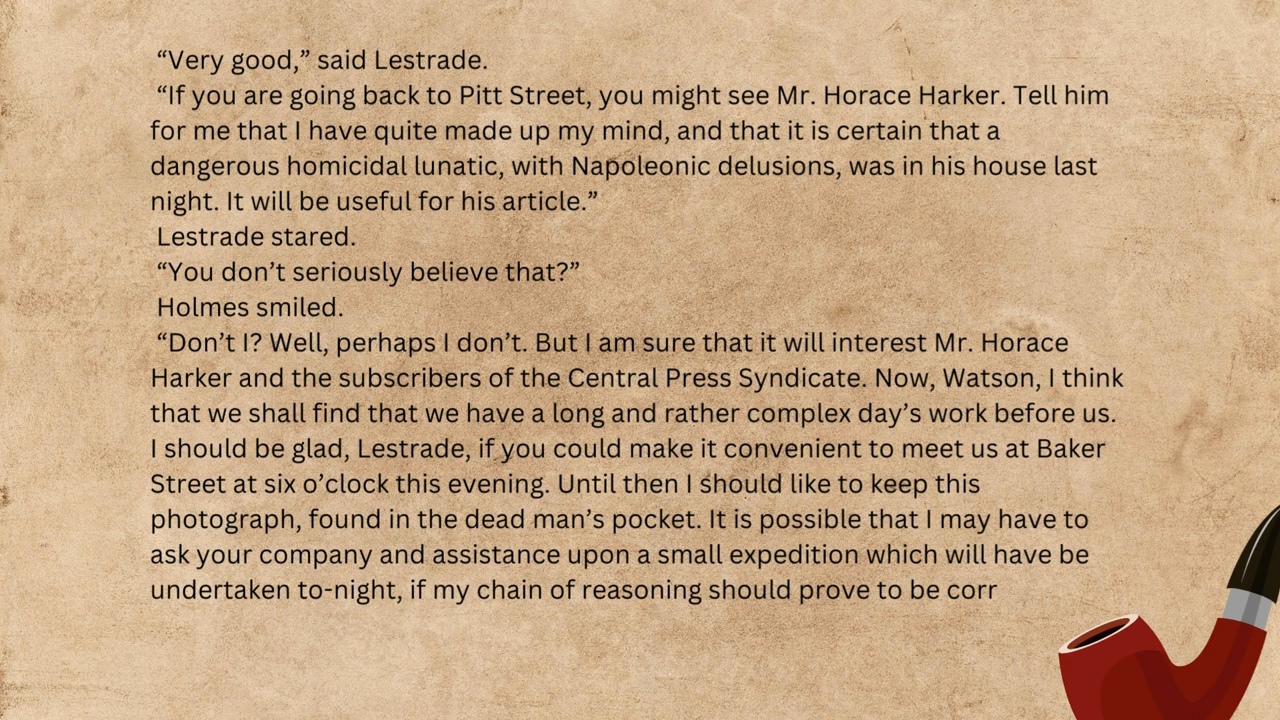 “Very good,” said Lestrade.
“If you are going back to Pitt Street, you might see Mr. Horace Harker. Tell him
for me that I have quite made up my mind, and that it is certain that a
dangerous homicidal lunatic, with Napoleonic delusions, was in his house last
night. It will be useful for his article.”
Lestrade stared.
“You don’t seriously believe that?”
Holmes smiled.
“Don’t I? Well, perhaps I don’t. But I am sure that it will interest Mr. Horace
Harker and the subscribers of the Central Press Syndicate. Now, Watson, I think
that we shall find that we have a long and rather complex day’s work before us.
I should be glad, Lestrade, if you could make it convenient to meet us at Baker
Street at six o’clock this evening. Until then I should like to keep this
photograph, found in the dead man’s pocket. It is possible that I may have to
ask your company and assistance upon a small expedition which will have be
undertaken to-night, if my chain of reasoning should prove to be corr